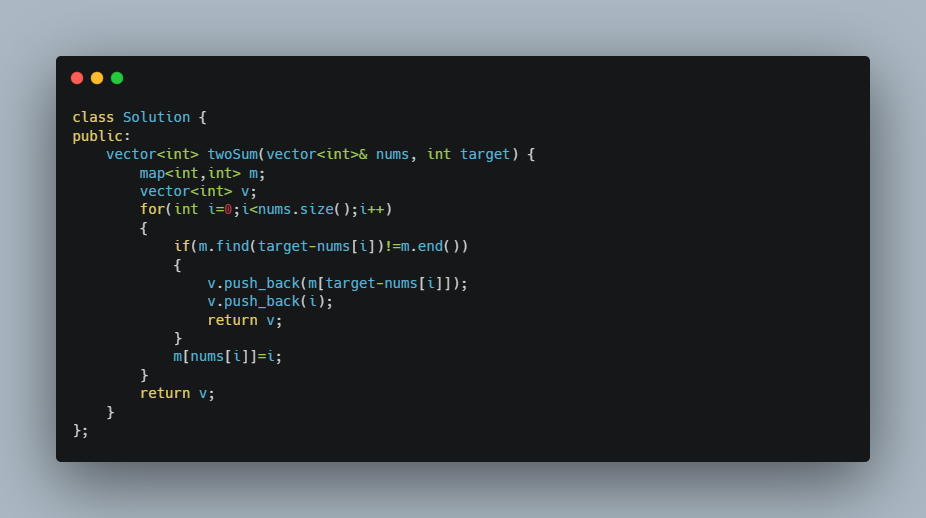 class Solution {
public:
    vector<int> twoSum(vector<int>& nums, int target) {
        map<int,int> m;
        vector<int> v;
        for(int i=0;i<nums.size();i++)
        {
            if(m.find(target-nums[i])!=m.end())
            {
                v.push_back(m[target-nums[i]]);
                v.push_back(i);
                return v;
            }
            m[nums[i]]=i;
        }
        return v;
    }
};